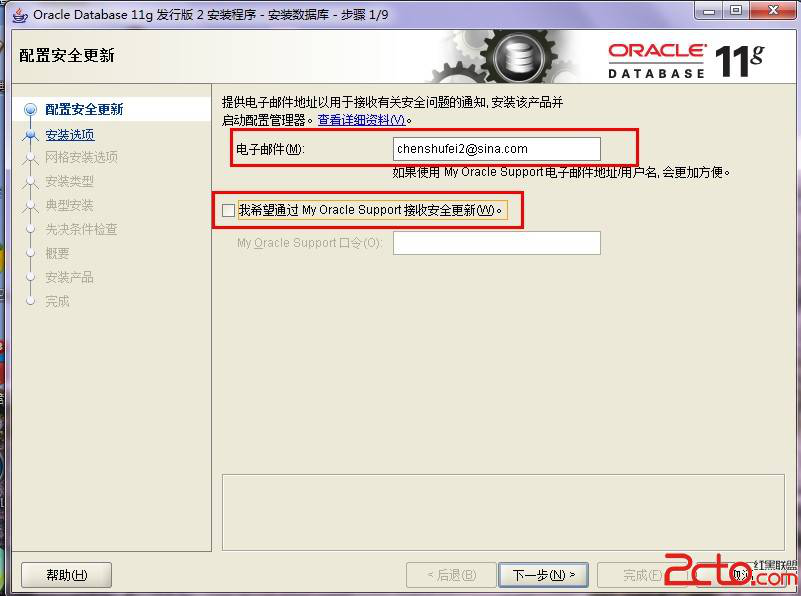 Oracle Database 11g 发行版 2 安装程序 - 安装数据库 - 步骤 1/9
配置安全更新
ORACLE 11g
DATABASE
配置安全更新
安装选项
网格安装选项
安装类型
典型安装
先决条件检查
概要
安装产品
完成
提供电子邮件地址以用于接收有关安全问题的通知, 安装该产品并
启动配置管理器。查看详细资料(V)。
电子邮件(M): chenshufei2@sina.com
如果使用 My Oracle Support 电子邮件地址/用户名, 会更加方便。
我希望通过 My Oracle Support 接收安全更新(W)。
My Oracle Support 口令(O):
帮助(H)
< 后退(B)
下一步(N) >
完成(F)
取消
2cto.com
红黑联盟